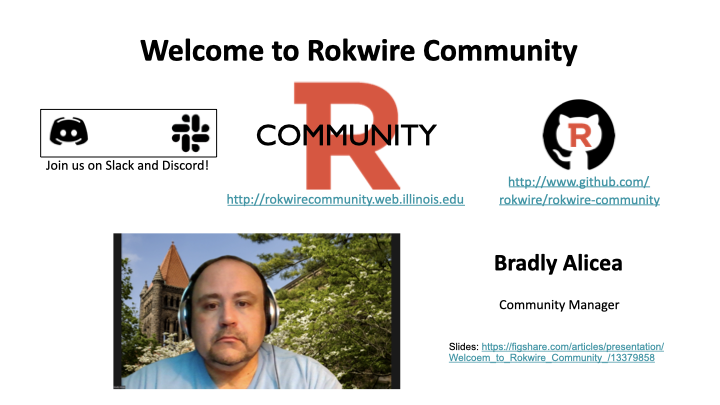 Welcome to Rokwire Community
R
COMMUNITY
R
Join us on Slack and Discord!
http://rokwirecommunity.web.illinois.edu
http://www.github.com/
rokwire/rokwire-community
Bradly Alicea
Community Manager
Slides: https://figshare.com/articles/presentation/
Welcoem_to_Rokwire_Community_/13379858